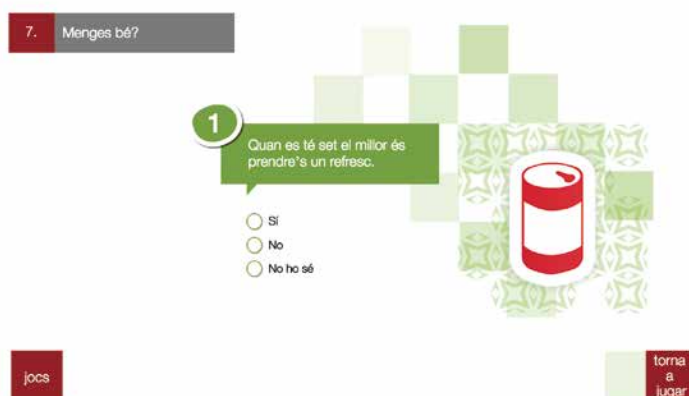 7. Menges bé?
1
Quan es té set el millor és
prendre's un refresc.
Sí
No
No ho sé
jocs
torna
a
jugar